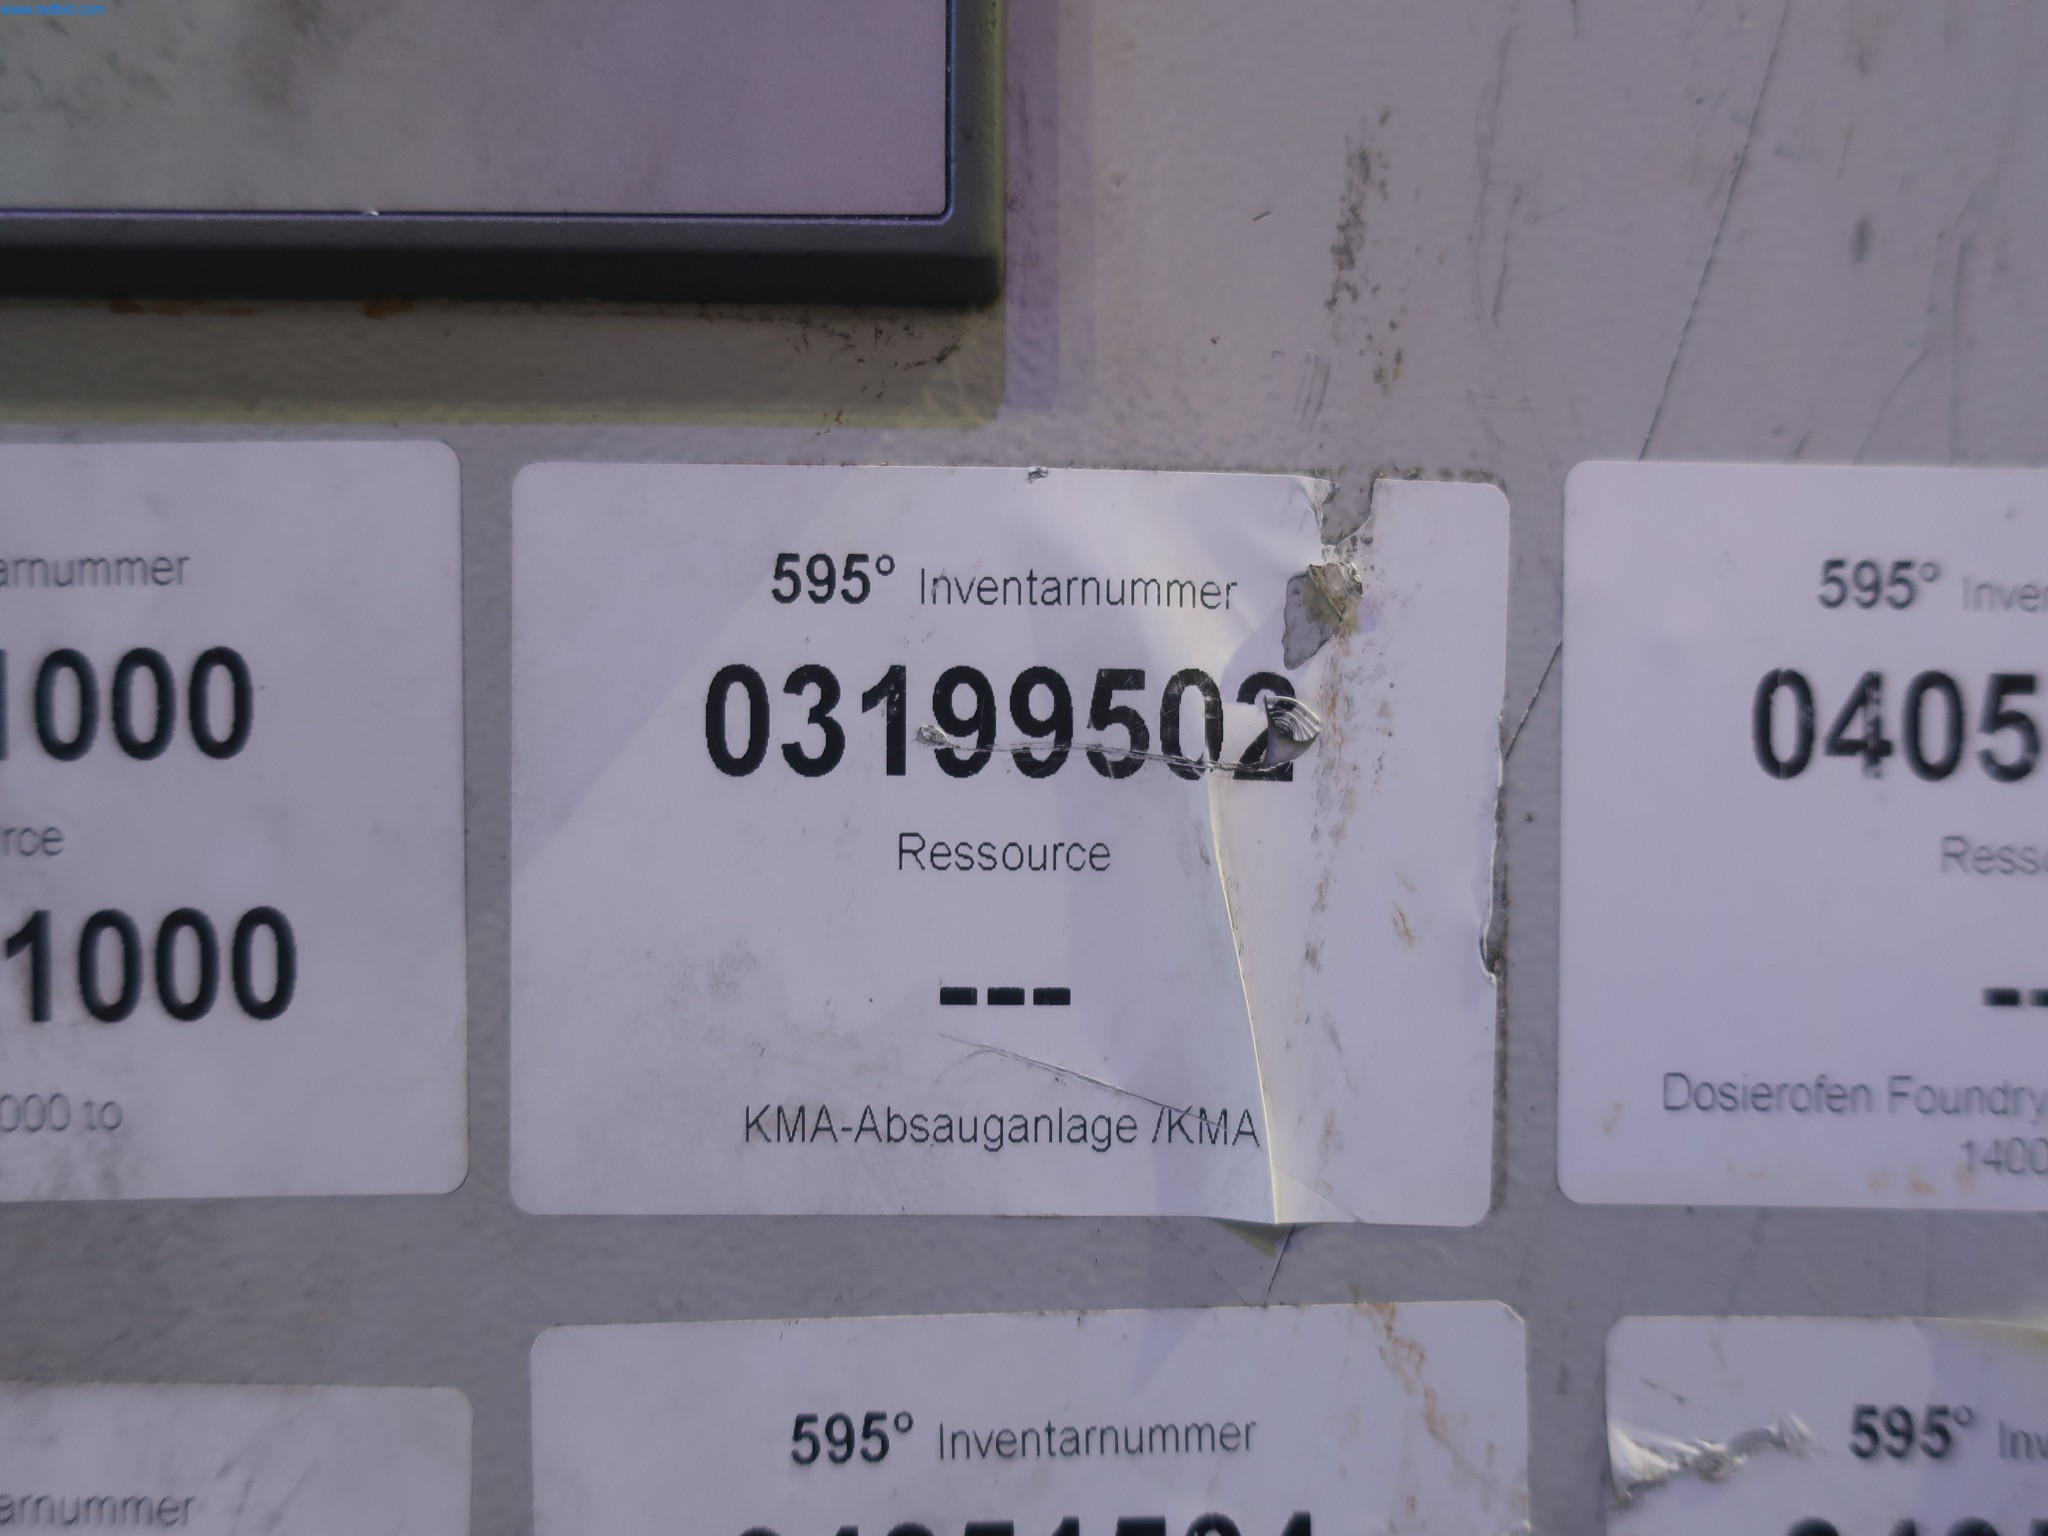 arnummer
1000
rce
1000
000 to
595° Inventarnummer
03199502
Ressource
---
KMA-Absauganlage /KMA
595° Inve
0405
Resso
--
Dosierofen Foundry
1400
arnummer
595° Inventarnummer
595° Inv